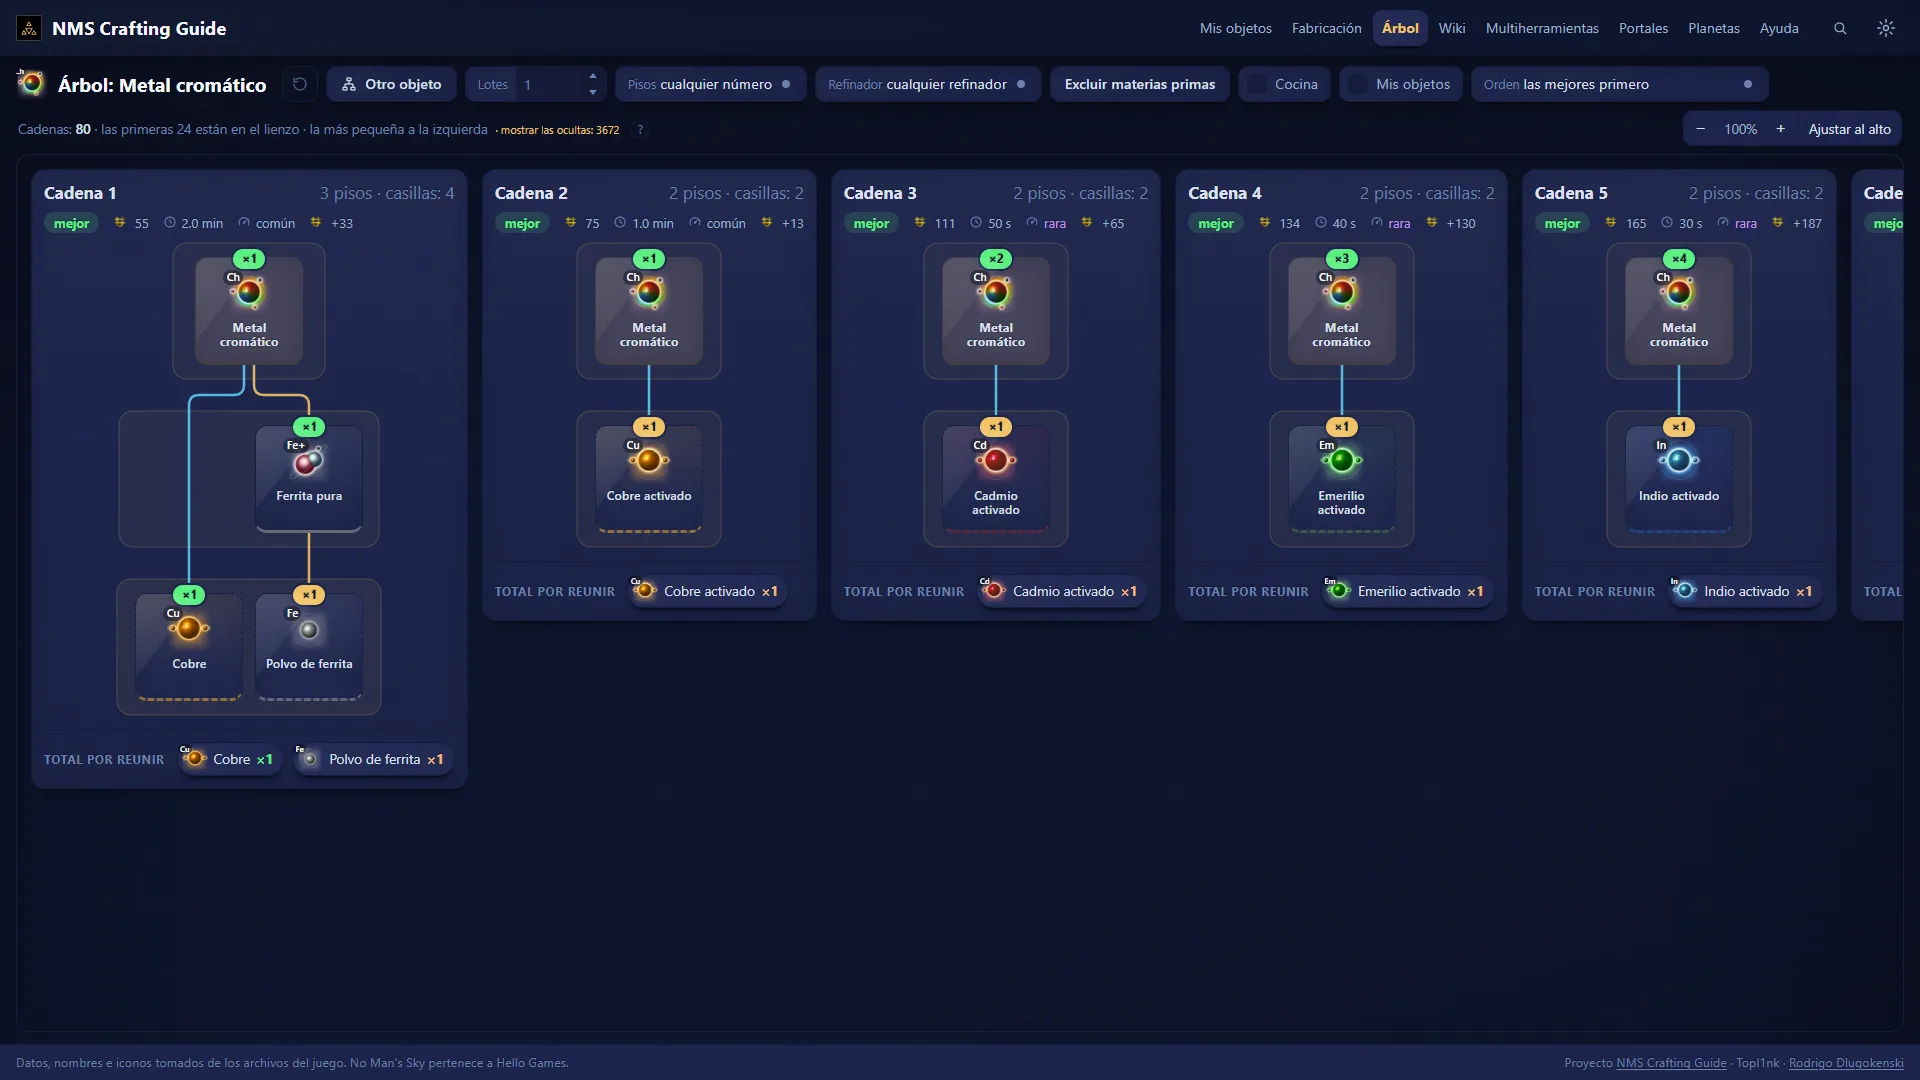 NMS Crafting Guide
Mis objetos Fabricación Árbol Wiki Multiherramientas Portales Planetas Ayuda
Ch Árbol: Metal cromático
Otro objeto
Lotes 1
Pisos cualquier número
Refinador cualquier refinador
Excluir materias primas
Cocina
Mis objetos
Orden las mejores primero
Cadenas: 80 · las primeras 24 están en el lienzo · la más pequeña a la izquierda · mostrar las ocultas: 3672 ?
− 100% + Ajustar al alto
Cadena 1 3 pisos · casillas: 4
mejor 55 2.0 min común +33
×1
Ch
Metal
cromático
×1
Fe+
Ferrita pura
×1
Cu
Cobre
×1
Fe
Polvo de ferrita
TOTAL POR REUNIR Cu Cobre ×1 Fe Polvo de ferrita ×1
Cadena 2 2 pisos · casillas: 2
mejor 75 1.0 min común +13
×1
Ch
Metal
cromático
×1
Cu
Cobre activado
TOTAL POR REUNIR Cu Cobre activado ×1
Cadena 3 2 pisos · casillas: 2
mejor 111 50 s rara +65
×2
Ch
Metal
cromático
×1
Cd
Cadmio
activado
TOTAL POR REUNIR Cd Cadmio activado ×1
Cadena 4 2 pisos · casillas: 2
mejor 134 40 s rara +130
×3
Ch
Metal
cromático
×1
Em
Emerilio
activado
TOTAL POR REUNIR Em Emerilio activado ×1
Cadena 5 2 pisos · casillas: 2
mejor 165 30 s rara +187
×4
Ch
Metal
cromático
×1
In
Indio activado
TOTAL POR REUNIR In Indio activado ×1
Cade
mejo
TOTAL
Datos, nombres e iconos tomados de los archivos del juego. No Man's Sky pertenece a Hello Games.
Proyecto NMS Crafting Guide · Topl1nk · Rodrigo Dlugokenski